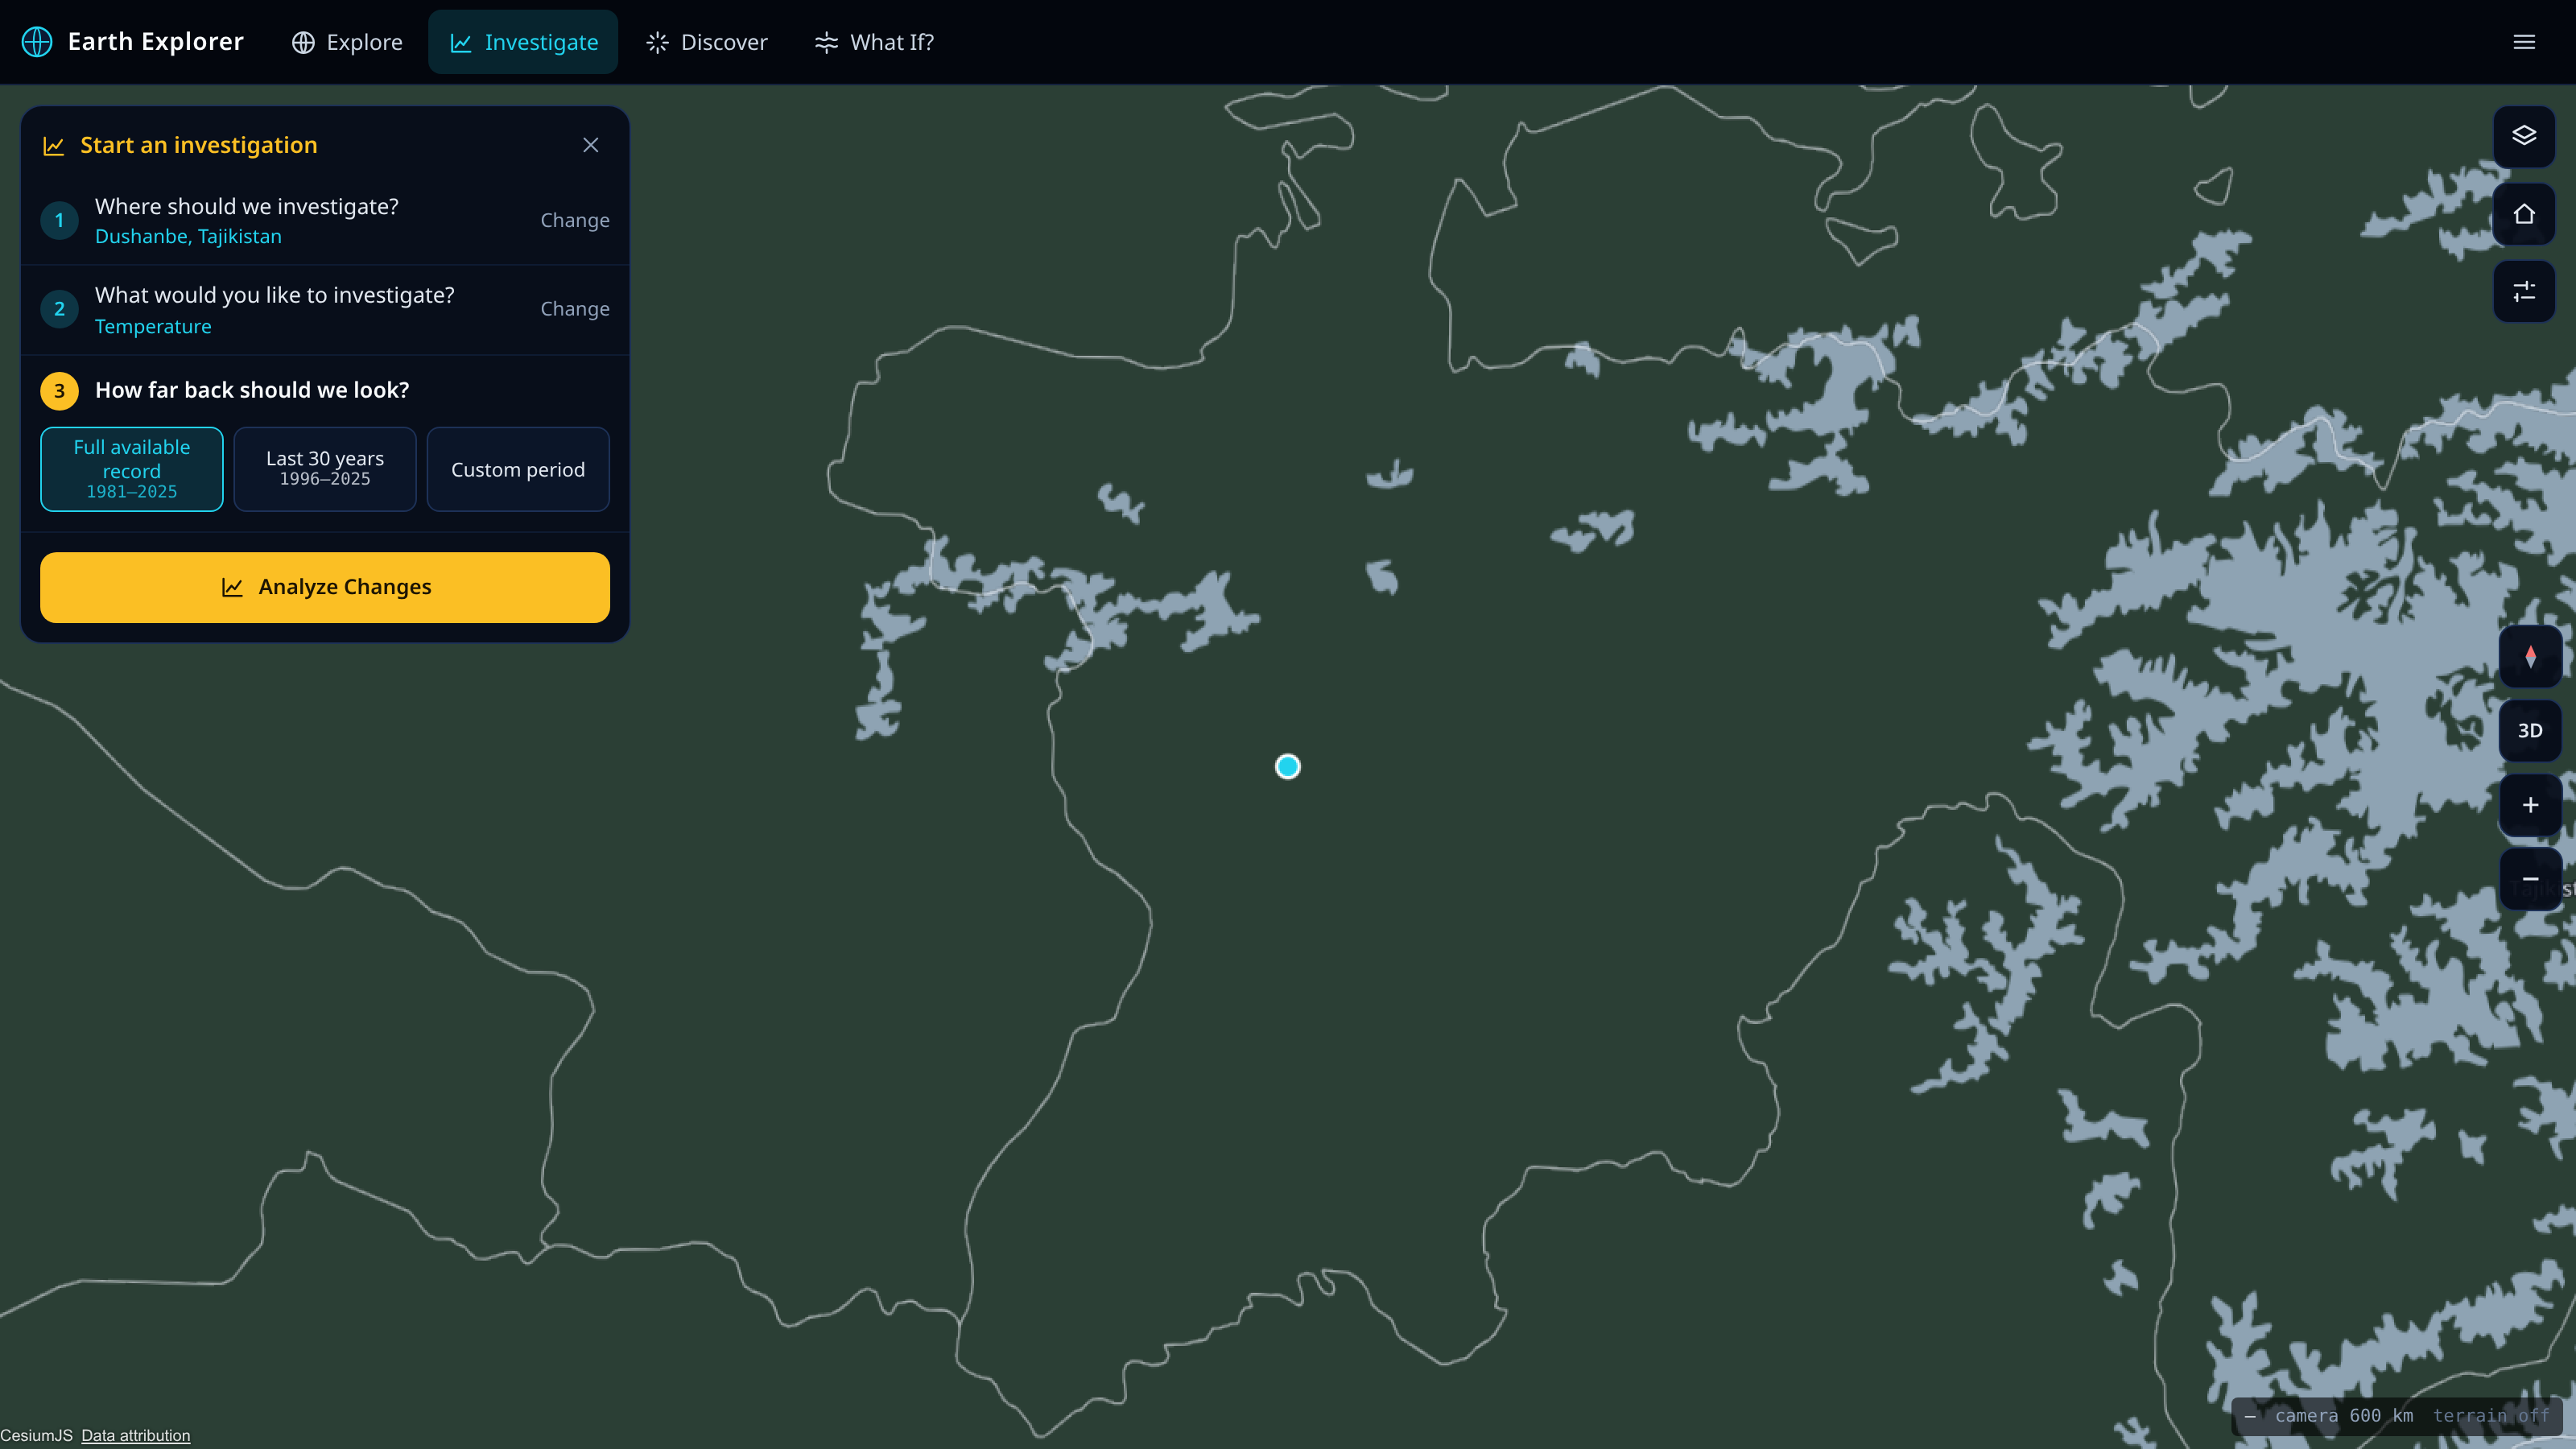 Earth Explorer
Explore
Investigate
Discover
What If?
Start an investigation
1
Where should we investigate?
Dushanbe, Tajikistan
Change
2
What would you like to investigate?
Temperature
Change
3
How far back should we look?
Full available
record
1981–2025
Last 30 years
1996–2025
Custom period
Analyze Changes
3D
+
−
— camera 600 km terrain off
CesiumJS Data attribution